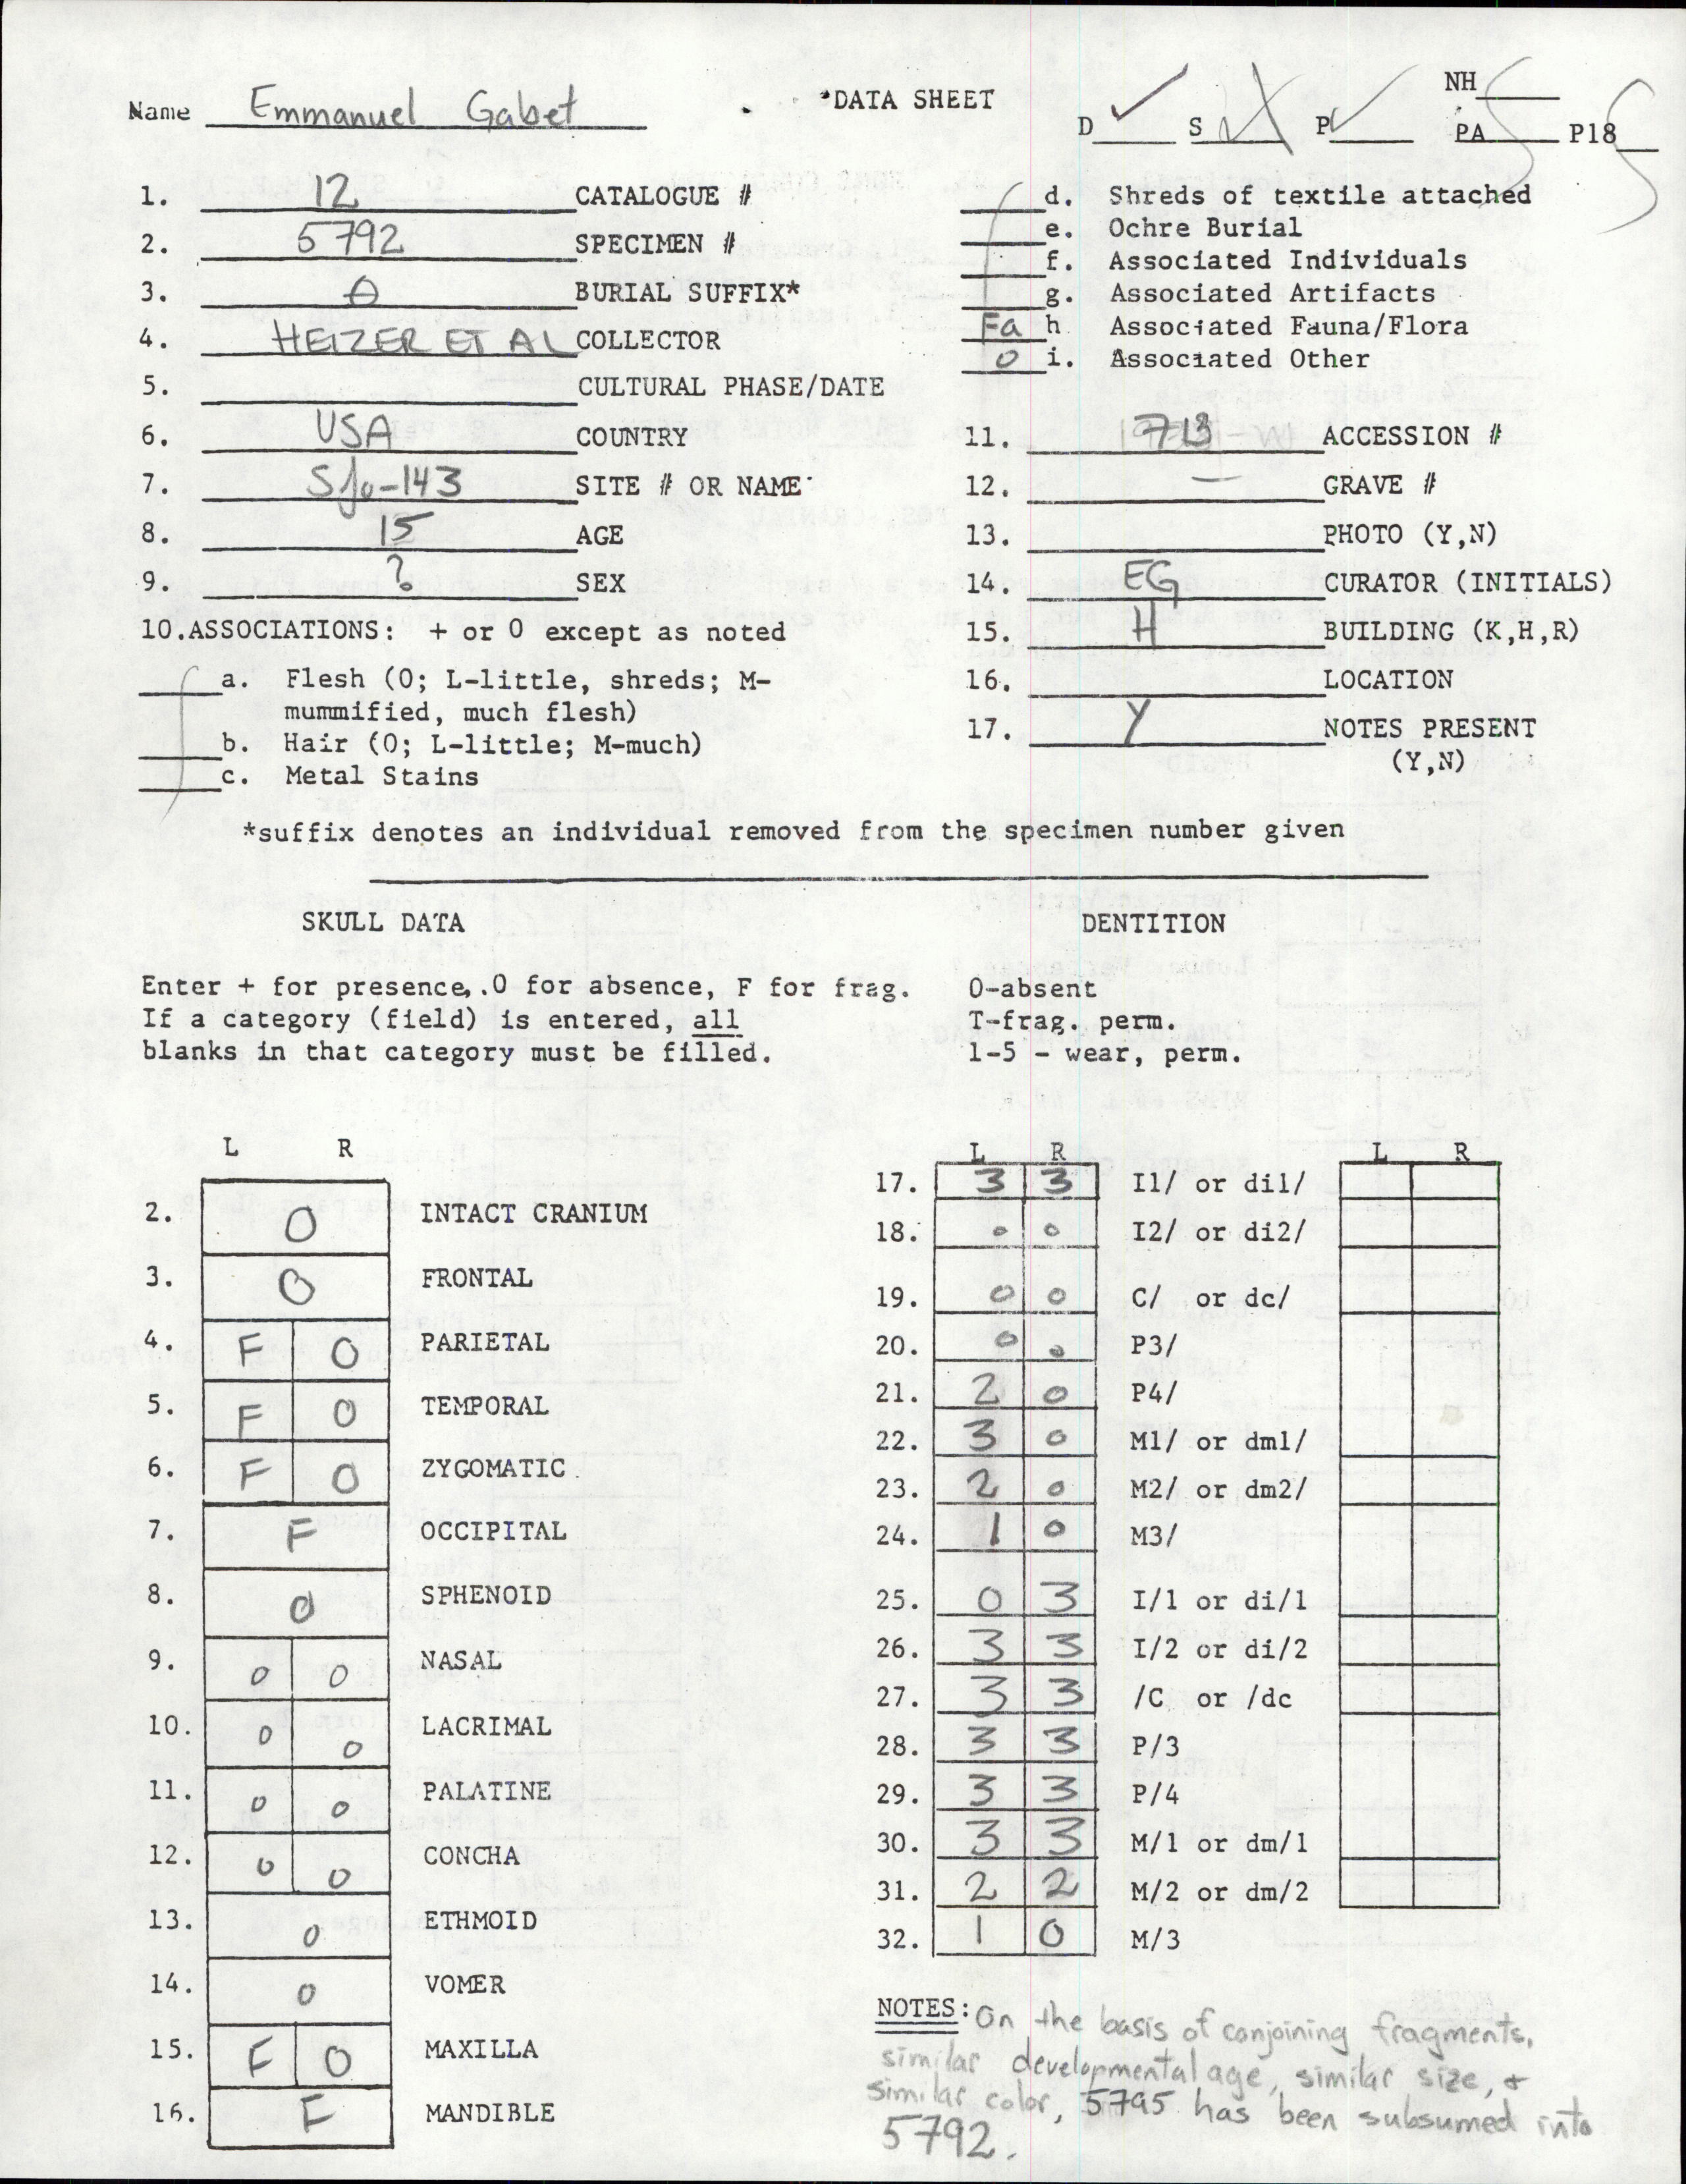 Name Emmanuel Gabet
DATA SHEET
NH
D ✓ S P ✓ PA P18
1. 12 CATALOGUE #
2. 5792 SPECIMEN #
3. 0 BURIAL SUFFIX*
4. HEIZER ET AL COLLECTOR
5. CULTURAL PHASE/DATE
6. USA COUNTRY
7. SJo-143 SITE # OR NAME
8. 15 AGE
9. ? SEX
10. ASSOCIATIONS: + or 0 except as noted
a. Flesh (0; L-little, shreds; M-
mummified, much flesh)
b. Hair (0; L-little; M-much)
c. Metal Stains
d. Shreds of textile attached
e. Ochre Burial
f. Associated Individuals
g. Associated Artifacts
Fa h Associated Fauna/Flora
0 i. Associated Other
11. 713 ACCESSION #
12. — GRAVE #
13. PHOTO (Y,N)
14. EG CURATOR (INITIALS)
15. H BUILDING (K,H,R)
16. LOCATION
17. Y NOTES PRESENT
(Y,N)
*suffix denotes an individual removed from the specimen number given
SKULL DATA
Enter + for presence, .0 for absence, F for frag.
If a category (field) is entered, all
blanks in that category must be filled.
L R
2. 0 INTACT CRANIUM
3. 0 FRONTAL
4. F 0 PARIETAL
5. F 0 TEMPORAL
6. F 0 ZYGOMATIC
7. F OCCIPITAL
8. 0 SPHENOID
9. 0 0 NASAL
10. 0 0 LACRIMAL
11. 0 0 PALATINE
12. 0 0 CONCHA
13. 0 ETHMOID
14. 0 VOMER
15. F 0 MAXILLA
16. F MANDIBLE
DENTITION
0-absent
T-frag. perm.
1-5 - wear, perm.
L R L R
17. 3 3 I1/ or di1/
18. 0 0 I2/ or di2/
19. 0 0 C/ or dc/
20. 0 0 P3/
21. 2 0 P4/
22. 3 0 M1/ or dm1/
23. 2 0 M2/ or dm2/
24. 1 0 M3/
25. 0 3 I/1 or di/1
26. 3 3 I/2 or di/2
27. 3 3 /C or /dc
28. 3 3 P/3
29. 3 3 P/4
30. 3 3 M/1 or dm/1
31. 2 2 M/2 or dm/2
32. 1 0 M/3
NOTES: On the basis of conjoining fragments,
similar developmental age, similar size, +
similar color, 5795 has been subsumed into
5792.